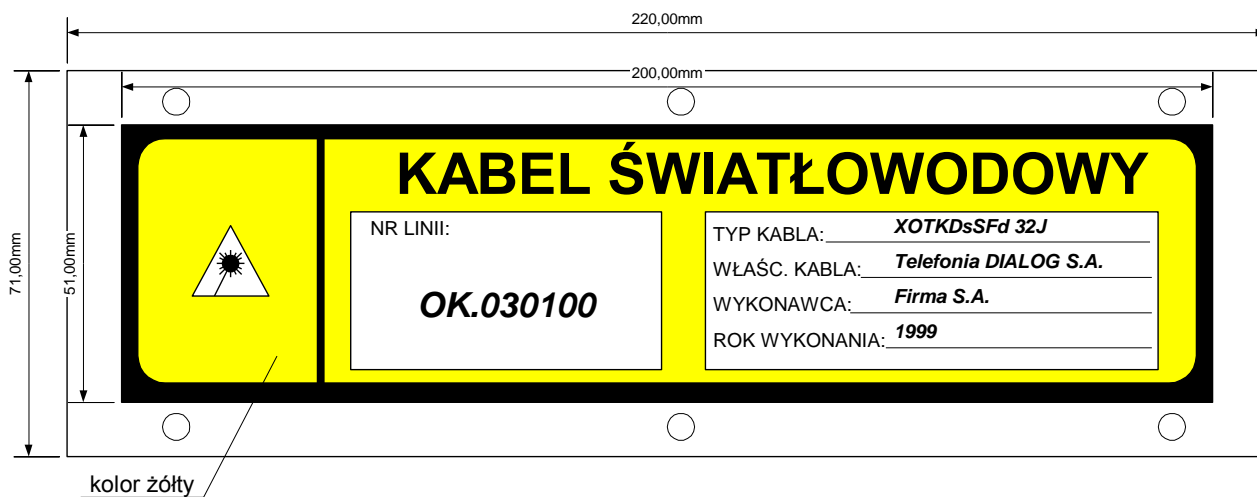 220,00mm
200,00mm
71,00mm
51,00mm
KABEL ŚWIATŁOWODOWY
NR LINII:
OK.030100
TYP KABLA: XOTKDsSFd 32J
WŁAŚC. KABLA: Telefonia DIALOG S.A.
WYKONAWCA: Firma S.A.
ROK WYKONANIA: 1999
kolor żółty